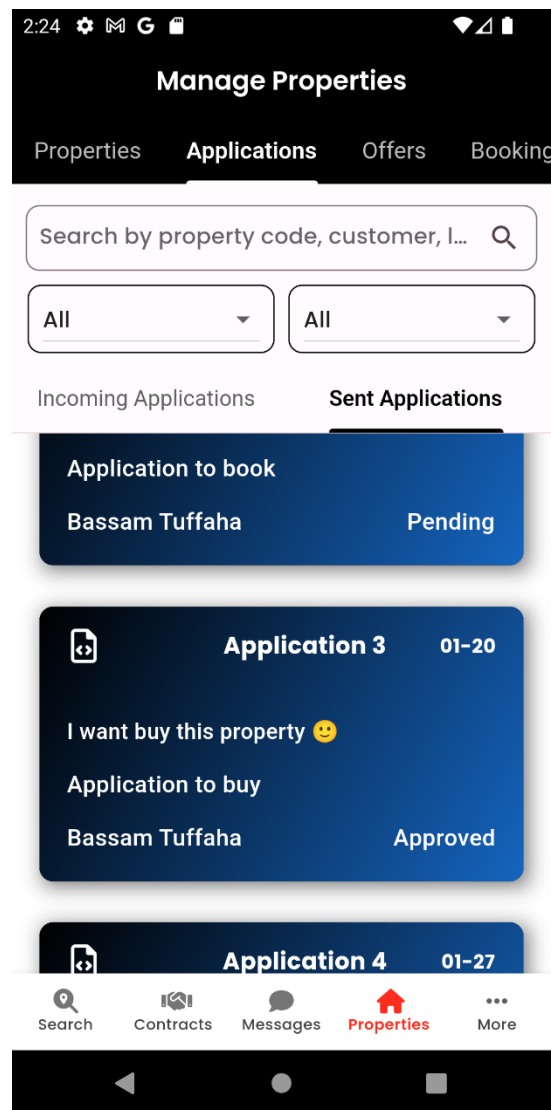 2:24
Manage Properties
Properties Applications Offers Booking
Search by property code, customer, l...
All All
Incoming Applications Sent Applications
Application to book
Bassam Tuffaha Pending
Application 3 01-20
I want buy this property 🙂
Application to buy
Bassam Tuffaha Approved
Application 4 01-27
Search Contracts Messages Properties More